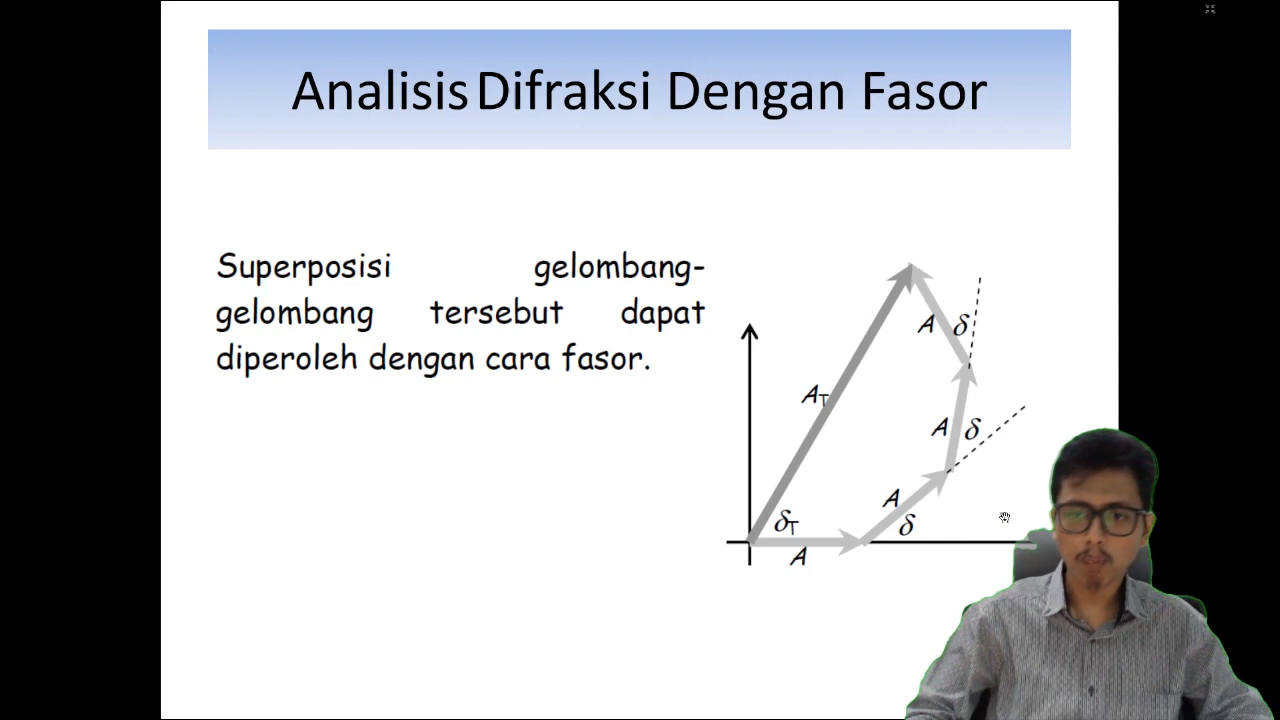 Analisis Difraksi Dengan Fasor
Superposisi gelombang-
gelombang tersebut dapat
diperoleh dengan cara fasor.
A δ
A_T
A δ
A
δ_T δ
A